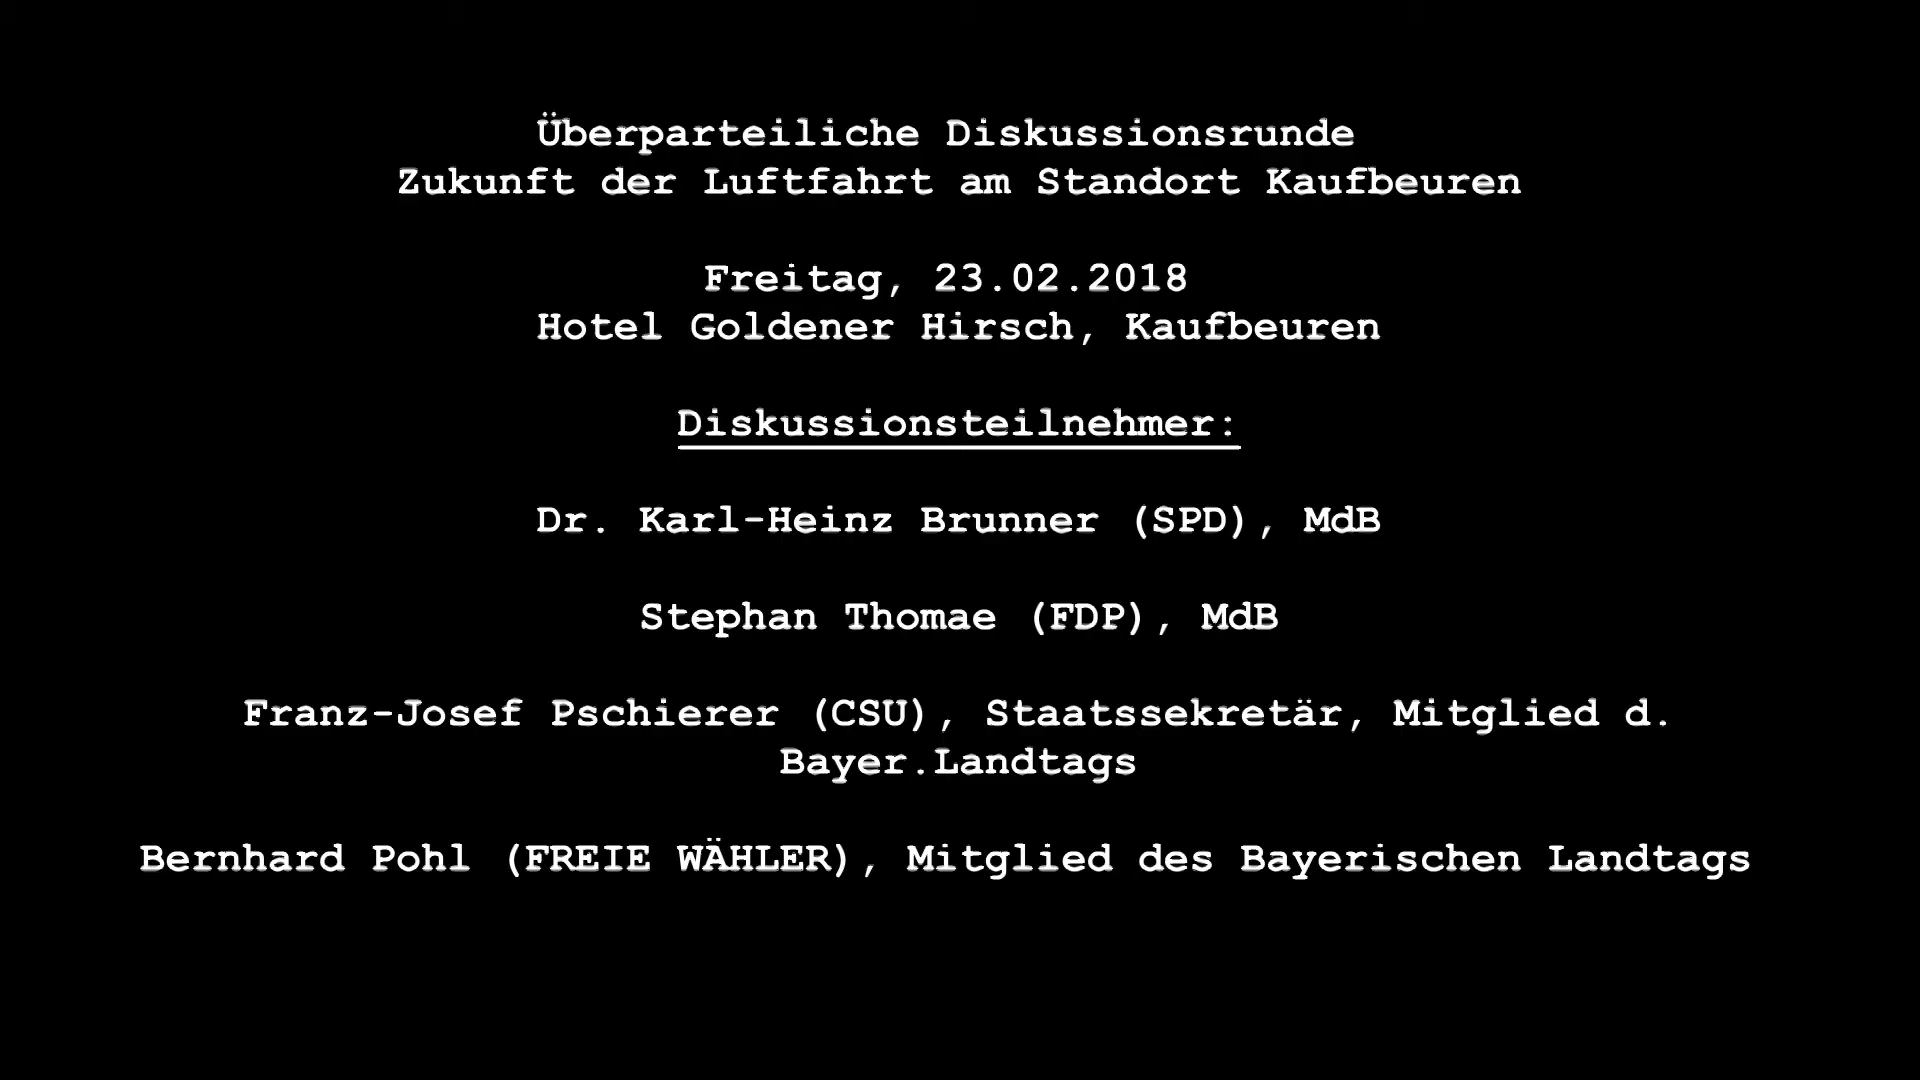 Überparteiliche Diskussionsrunde
Zukunft der Luftfahrt am Standort Kaufbeuren
Freitag, 23.02.2018
Hotel Goldener Hirsch, Kaufbeuren
Diskussionsteilnehmer:
Dr. Karl-Heinz Brunner (SPD), MdB
Stephan Thomae (FDP), MdB
Franz-Josef Pschierer (CSU), Staatssekretär, Mitglied d.
Bayer.Landtags
Bernhard Pohl (FREIE WÄHLER), Mitglied des Bayerischen Landtags